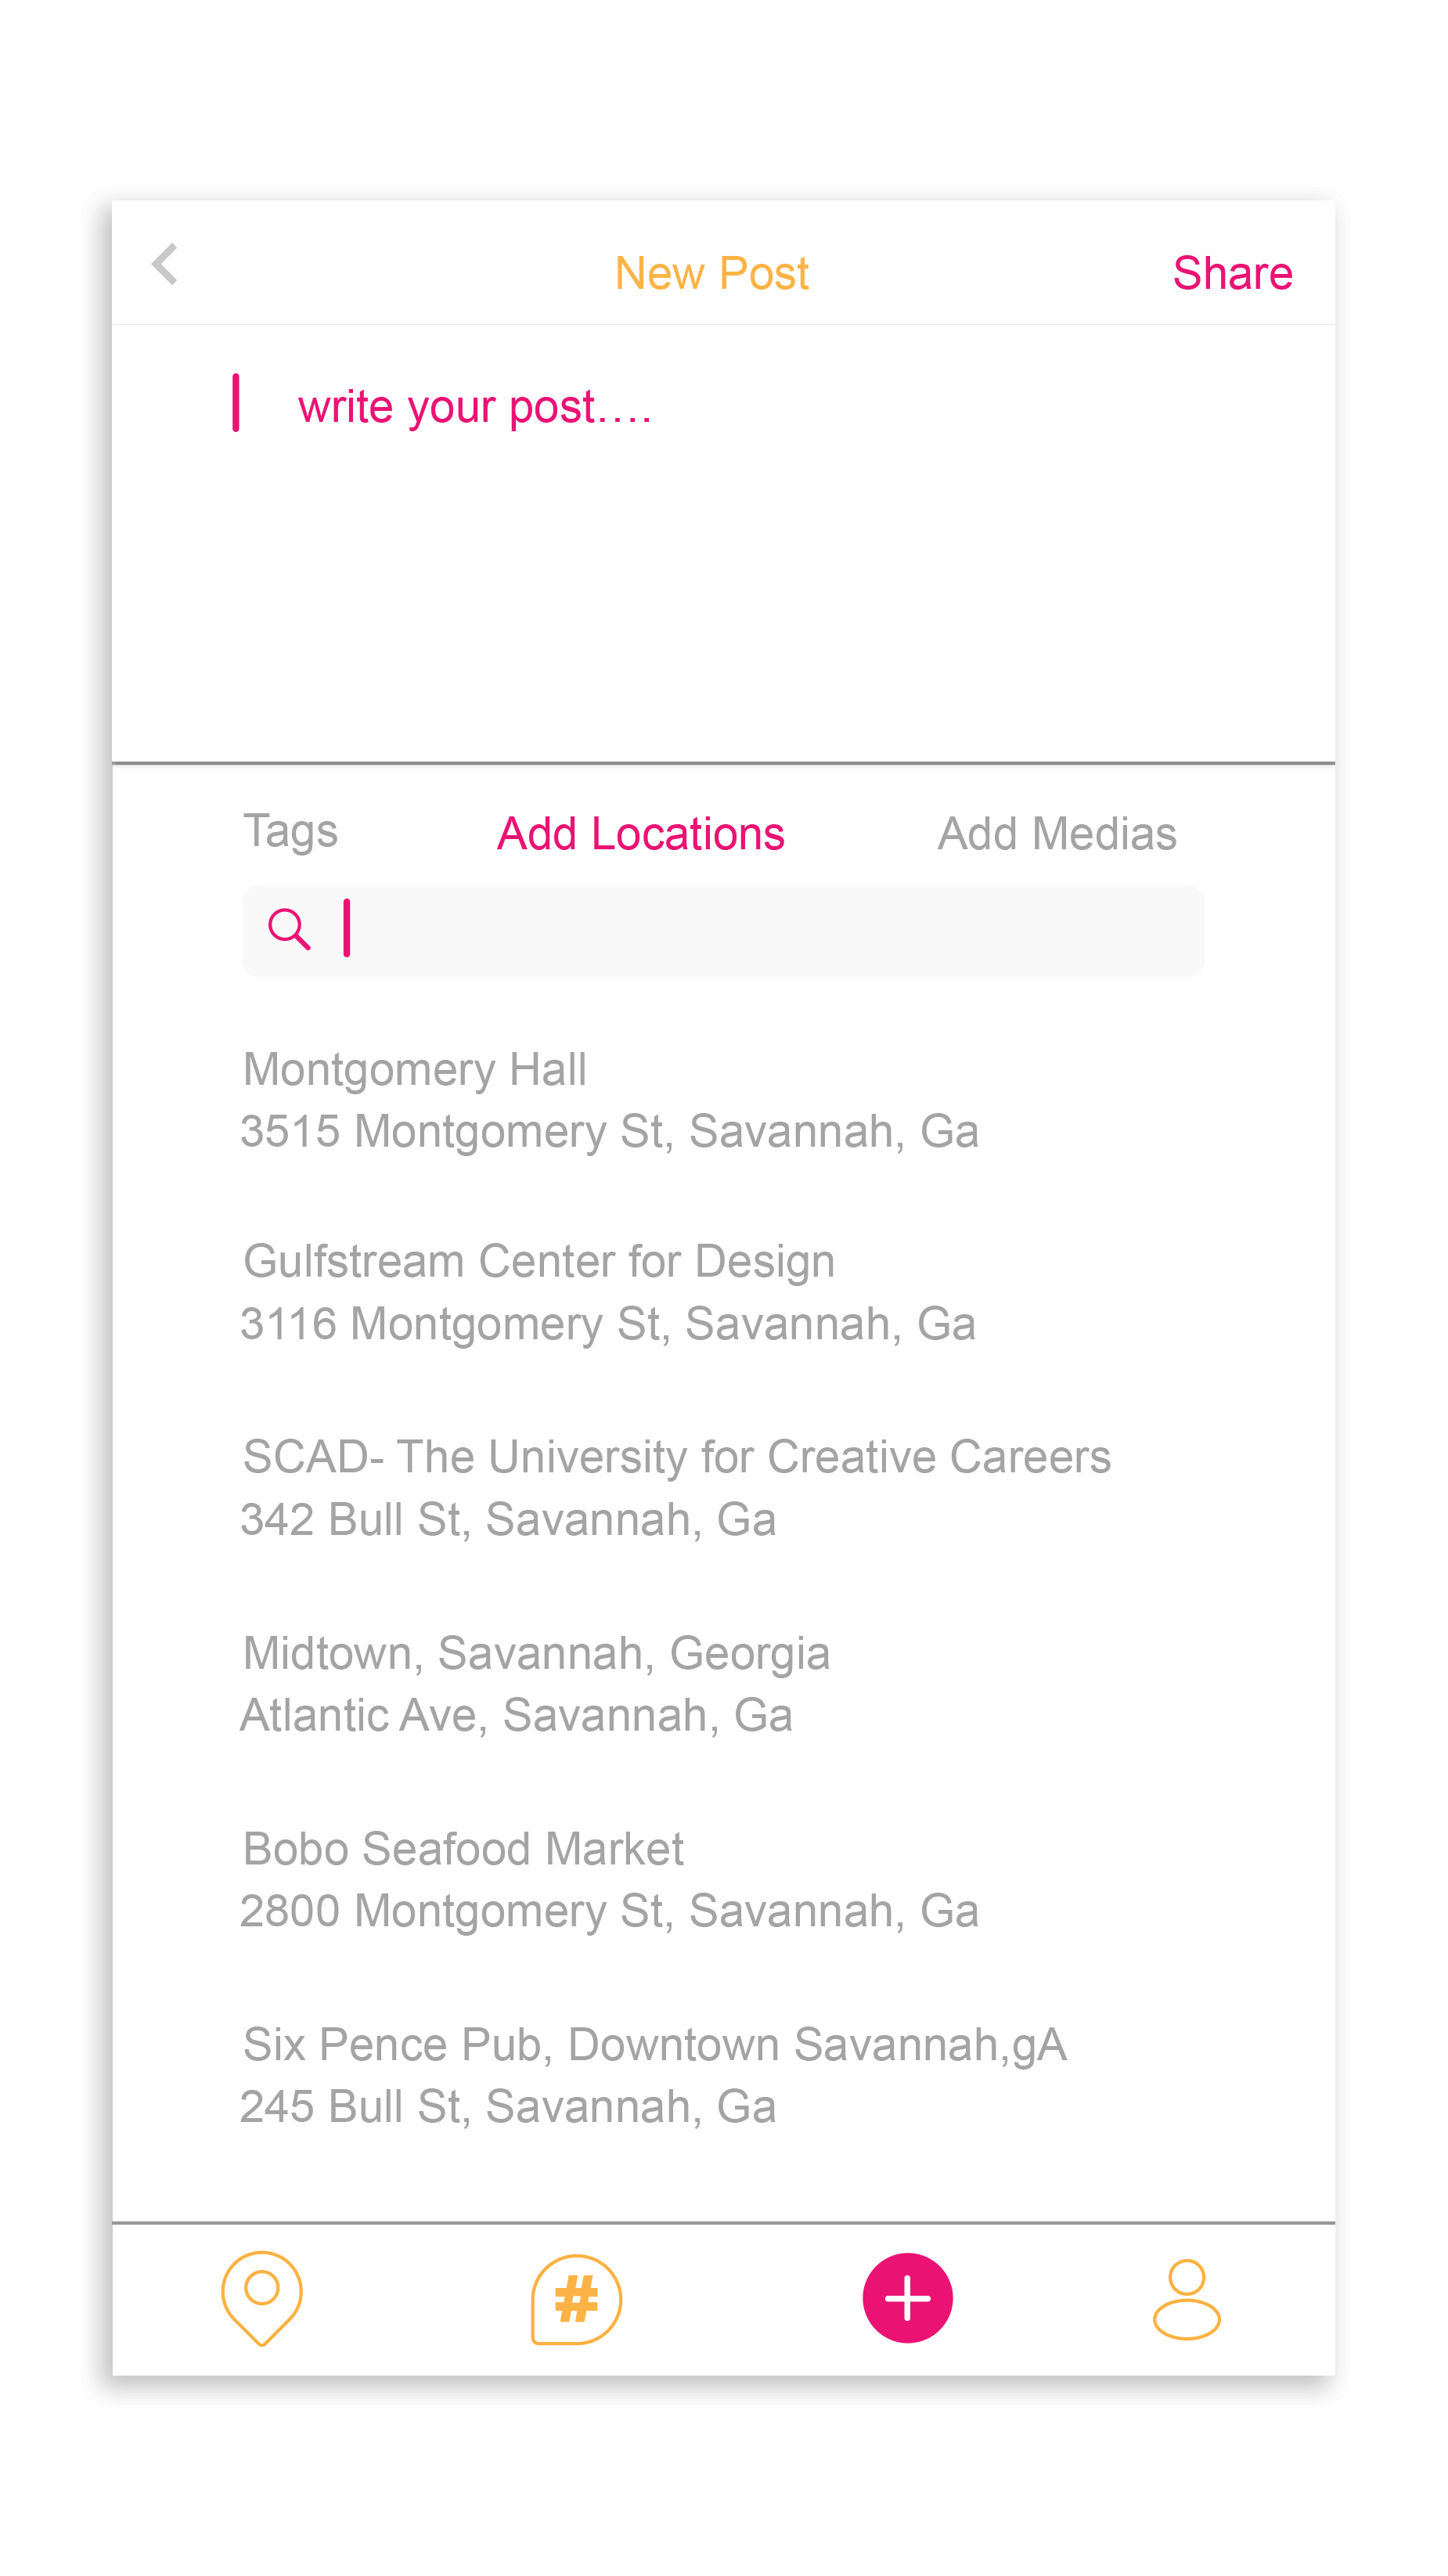 New Post
Share
write your post....
Tags
Add Locations
Add Medias
Montgomery Hall
3515 Montgomery St, Savannah, Ga
Gulfstream Center for Design
3116 Montgomery St, Savannah, Ga
SCAD- The University for Creative Careers
342 Bull St, Savannah, Ga
Midtown, Savannah, Georgia
Atlantic Ave, Savannah, Ga
Bobo Seafood Market
2800 Montgomery St, Savannah, Ga
Six Pence Pub, Downtown Savannah,gA
245 Bull St, Savannah, Ga
#